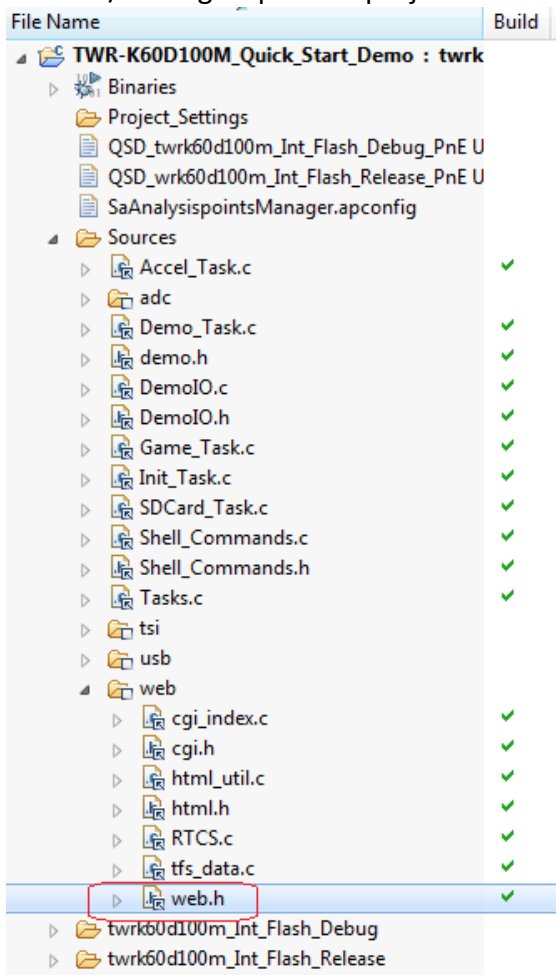 File Name Build
TWR-K60D100M_Quick_Start_Demo : twrk
Binaries
Project_Settings
QSD_twrk60d100m_Int_Flash_Debug_PnE U
QSD_wrk60d100m_Int_Flash_Release_PnE U
SaAnalysispointsManager.apconfig
Sources
Accel_Task.c
adc
Demo_Task.c
demo.h
DemoIO.c
DemoIO.h
Game_Task.c
Init_Task.c
SDCard_Task.c
Shell_Commands.c
Shell_Commands.h
Tasks.c
tsi
usb
web
cgi_index.c
cgi.h
html_util.c
html.h
RTCS.c
tfs_data.c
web.h
twrk60d100m_Int_Flash_Debug
twrk60d100m_Int_Flash_Release